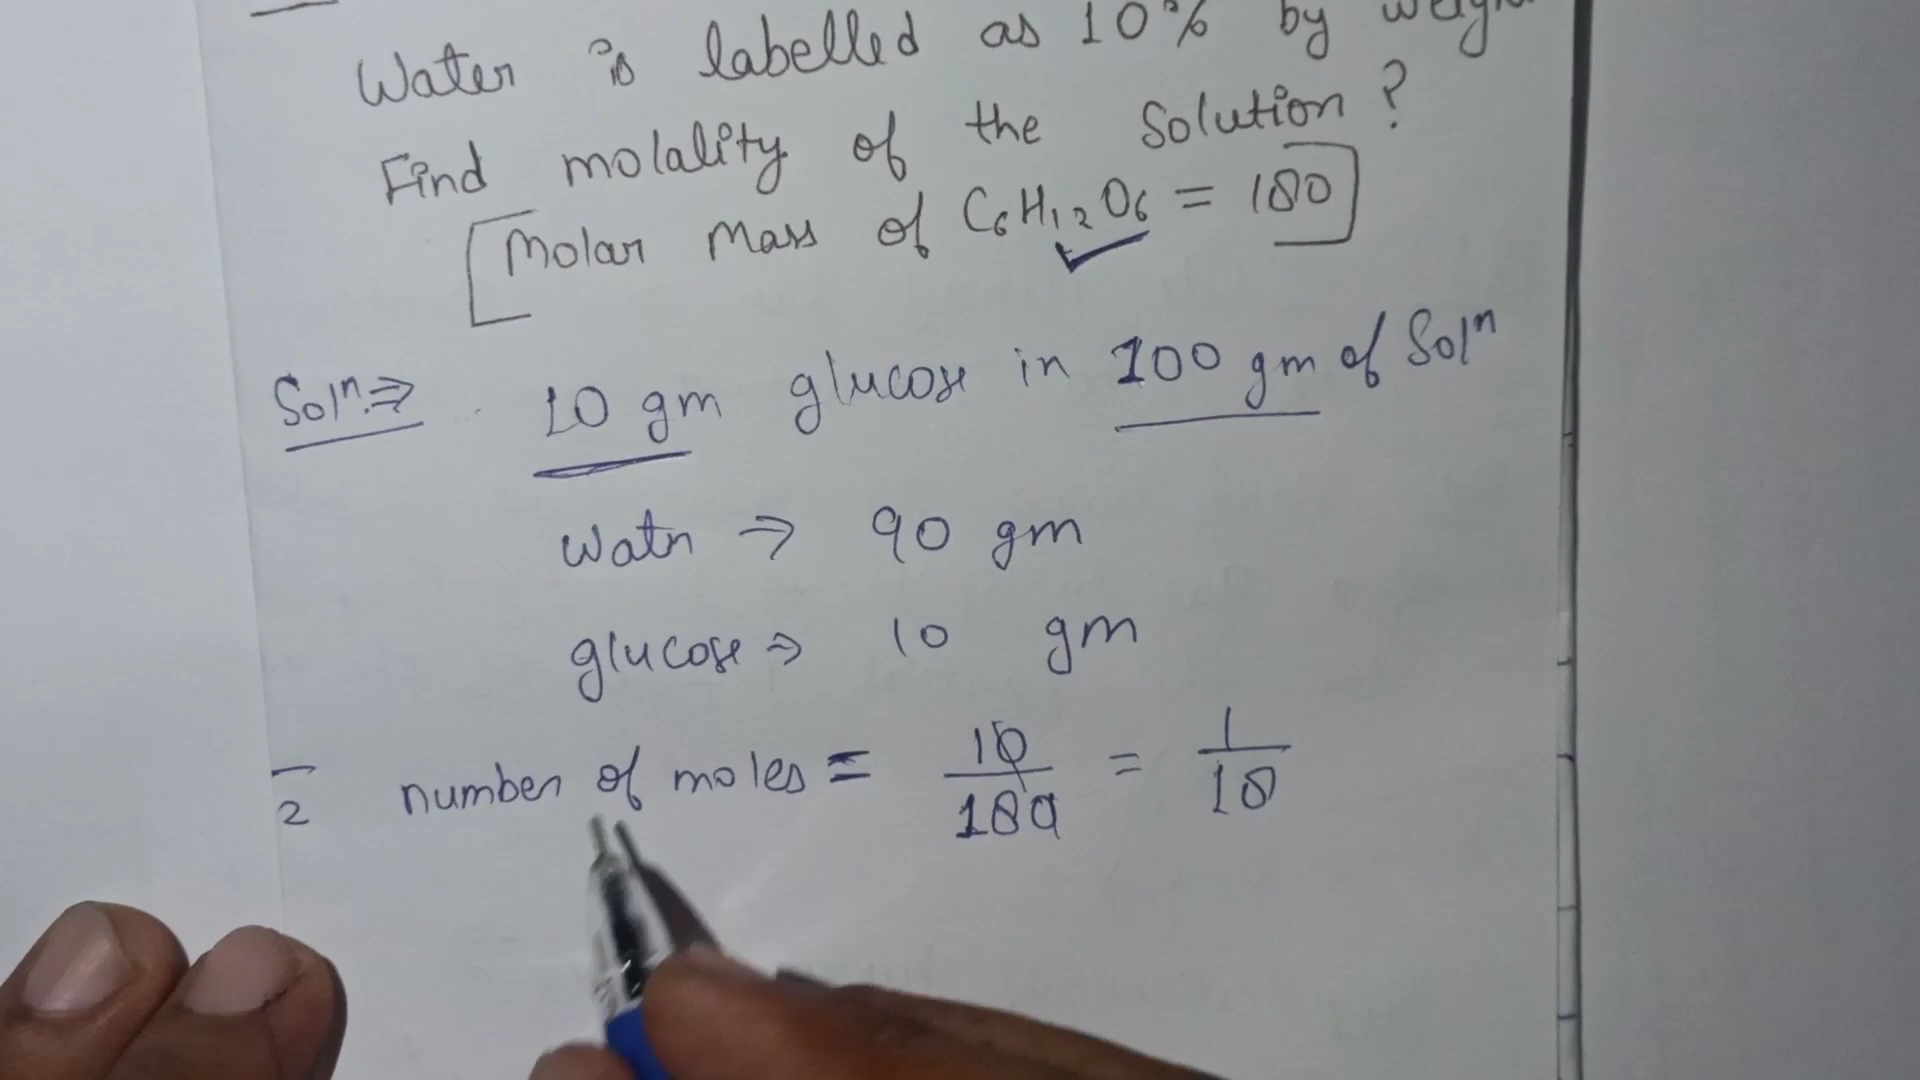 Water is labelled as 10% by weigh
Find molality of the Solution?
[Molar Mass of C6H12O6 = 180]
Solⁿ.⇒ 10 gm glucose in 100 gm of Solⁿ
Watr → 90 gm
glucose ⇒ 10 gm
2 number of moles = 10/180 = 1/18